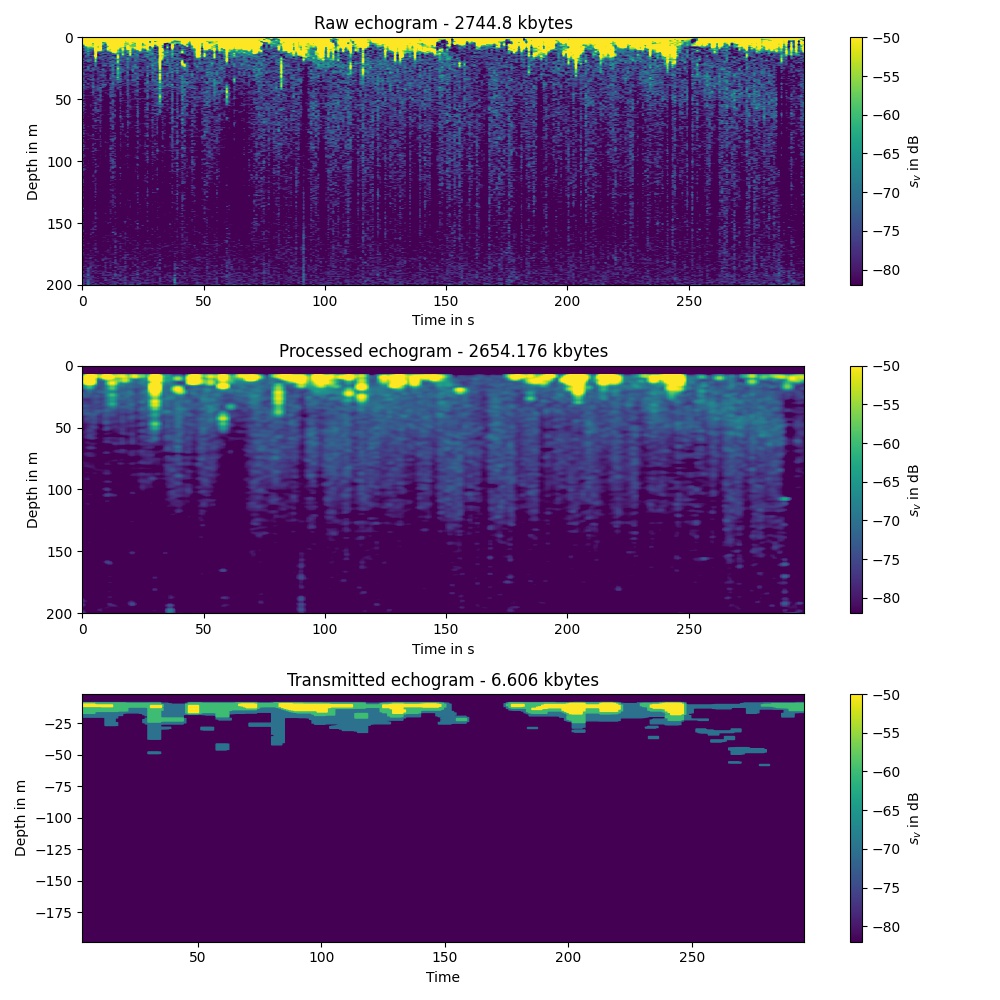 Raw echogram - 2744.8 kbytes
0
50
100
150
200
Depth in m
0 50 100 150 200 250
Time in s
−50
−55
−60
−65
−70
−75
−80
sv in dB
Processed echogram - 2654.176 kbytes
0
50
100
150
200
Depth in m
0 50 100 150 200 250
Time in s
−50
−55
−60
−65
−70
−75
−80
sv in dB
Transmitted echogram - 6.606 kbytes
−25
−50
−75
−100
−125
−150
−175
Depth in m
50 100 150 200 250
Time
−50
−55
−60
−65
−70
−75
−80
sv in dB